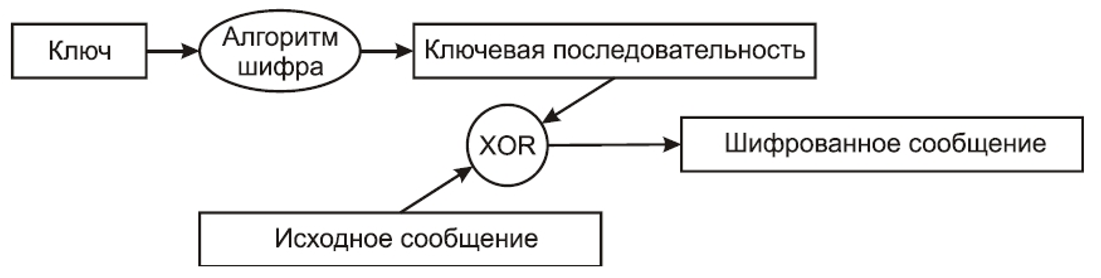 Ключ
Алгоритм
шифра
Ключевая последовательность
XOR
Шифрованное сообщение
Исходное сообщение